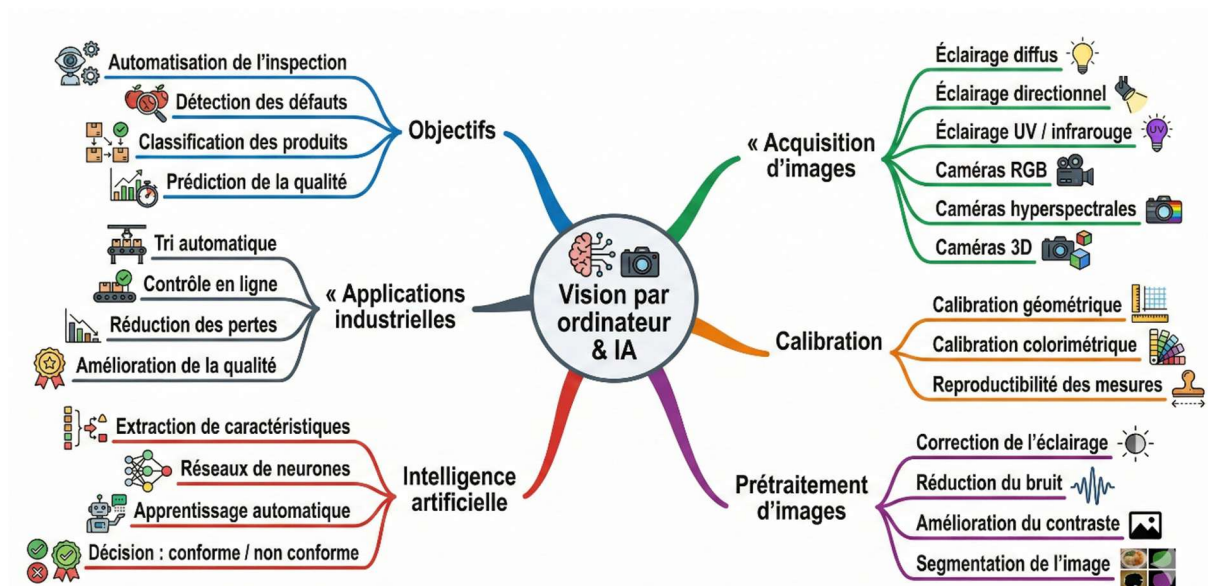 Automatisation de l’inspection
Détection des défauts
Classification des produits
Prédiction de la qualité
Objectifs
Tri automatique
Contrôle en ligne
Réduction des pertes
Amélioration de la qualité
« Applications
industrielles
Extraction de caractéristiques
Réseaux de neurones
Apprentissage automatique
Décision : conforme / non conforme
Intelligence
artificielle
Vision par
ordinateur
& IA
« Acquisition
d’images
Éclairage diffus
Éclairage directionnel
Éclairage UV / infrarouge
UV
Caméras RGB
Caméras hyperspectrales
Caméras 3D
Calibration
Calibration géométrique
Calibration colorimétrique
Reproductibilité des mesures
Prétraitement
d’images
Correction de l’éclairage
Réduction du bruit
Amélioration du contraste
Segmentation de l’image